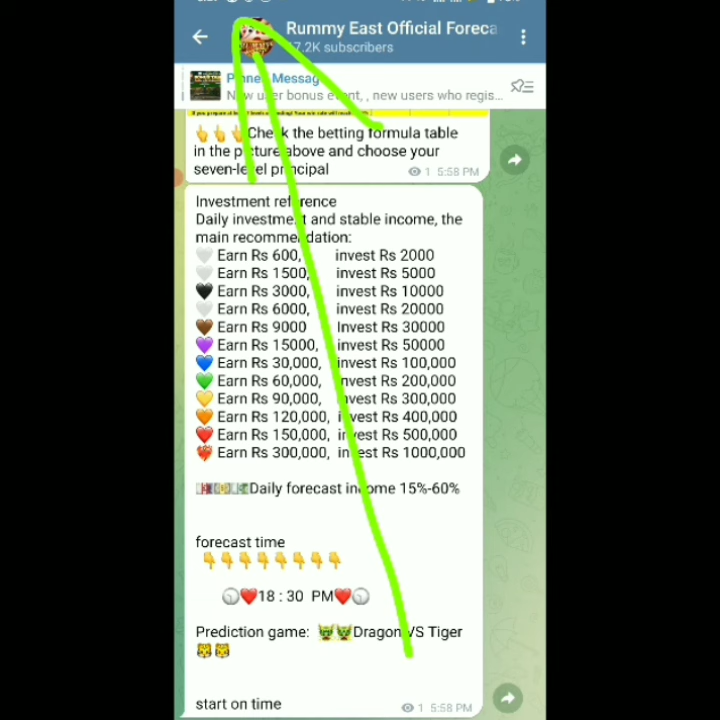 Rummy East Official Foreca
7.2K subscribers
Pinned Message
New user bonus event, , new users who regis...
👆👆👆Check the betting formula table
in the picture above and choose your
seven-level principal
1 5:58 PM
Investment reference
Daily investment and stable income, the
main recommendation:
🤍 Earn Rs 600, invest Rs 2000
🤍 Earn Rs 1500, invest Rs 5000
🖤 Earn Rs 3000, invest Rs 10000
🤍 Earn Rs 6000, invest Rs 20000
🤎 Earn Rs 9000 Invest Rs 30000
💜 Earn Rs 15000, invest Rs 50000
💙 Earn Rs 30,000, invest Rs 100,000
💚 Earn Rs 60,000, invest Rs 200,000
💛 Earn Rs 90,000, invest Rs 300,000
🧡 Earn Rs 120,000, invest Rs 400,000
❤️ Earn Rs 150,000, invest Rs 500,000
❤️‍🔥 Earn Rs 300,000, invest Rs 1000,000
💵💴💶Daily forecast income 15%-60%
forecast time
👇👇👇👇👇👇👇👇
🕡❤️18 : 30 PM❤️🕡
Prediction game: 🐲🐲Dragon VS Tiger
🐯🐯
start on time
1 5:58 PM